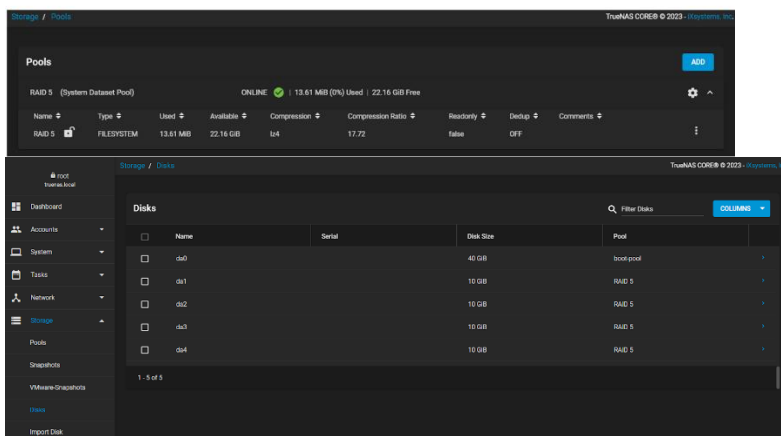 Storage / Pools TrueNAS CORE® © 2023 - iXsystems, Inc.
Pools ADD
RAID 5 (System Dataset Pool) ONLINE | 13.61 MiB (0%) Used | 22.16 GiB Free
Name Type Used Available Compression Compression Ratio Readonly Dedup Comments
RAID 5 FILESYSTEM 13.61 MiB 22.16 GiB lz4 17.72 false OFF
root
truenas.local
Storage / Disks TrueNAS CORE® © 2023 - iXsystems, I
Dashboard
Accounts
System
Tasks
Network
Storage
Pools
Snapshots
VMware-Snapshots
Disks
Import Disk
Disks Filter Disks COLUMNS
Name Serial Disk Size Pool
da0 40 GiB boot-pool
da1 10 GiB RAID 5
da2 10 GiB RAID 5
da3 10 GiB RAID 5
da4 10 GiB RAID 5
1 - 5 of 5